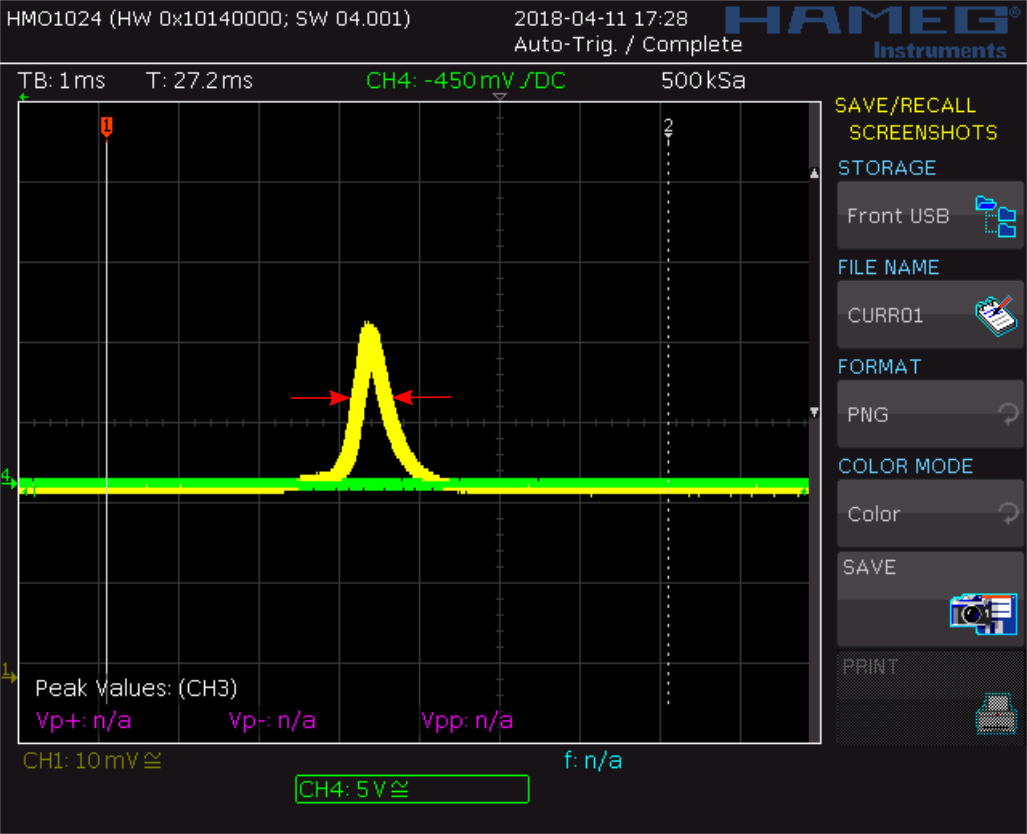 HMO1024 (HW 0x10140000; SW 04.001)
2018-04-11 17:28
Auto-Trig. / Complete
HAMEG®
Instruments
TB: 1 ms T: 27.2 ms CH4: -450 mV DC 500 kSa
1
2
4
1
Peak Values: (CH3)
Vp+: n/a Vp-: n/a Vpp: n/a
CH1: 10 mV ≅ f: n/a
CH4: 5 V ≅
SAVE/RECALL
SCREENSHOTS
STORAGE
Front USB
FILE NAME
CURR01
FORMAT
PNG
COLOR MODE
Color
SAVE
PRINT